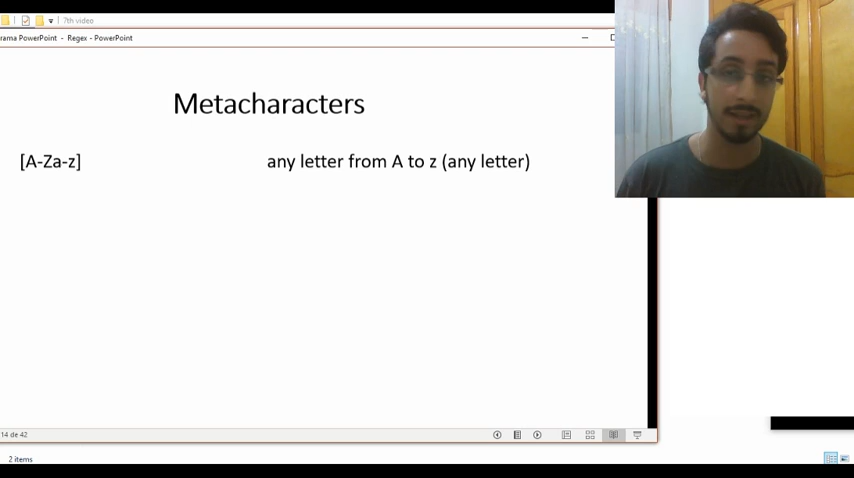 7th video
rama PowerPoint - Regex - PowerPoint
Metacharacters
[A-Za-z] any letter from A to z (any letter)
14 de 42
2 items